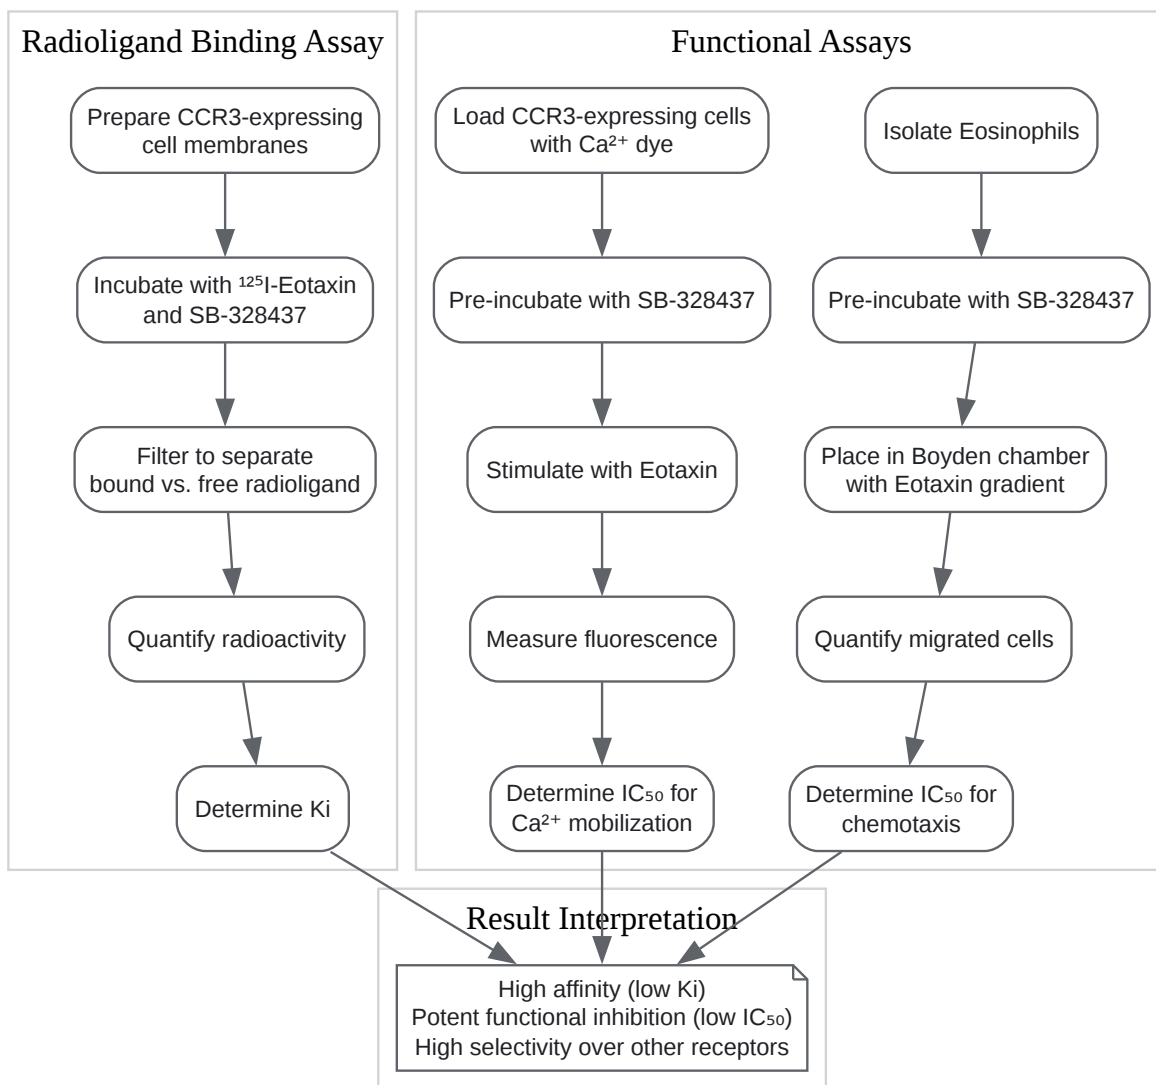 Radioligand Binding Assay
Prepare CCR3-expressing
cell membranes
Incubate with ¹²⁵I-Eotaxin
and SB-328437
Filter to separate
bound vs. free radioligand
Quantify radioactivity
Determine Ki
Functional Assays
Load CCR3-expressing cells
with Ca²⁺ dye
Pre-incubate with SB-328437
Stimulate with Eotaxin
Measure fluorescence
Determine IC₅₀ for
Ca²⁺ mobilization
Isolate Eosinophils
Pre-incubate with SB-328437
Place in Boyden chamber
with Eotaxin gradient
Quantify migrated cells
Determine IC₅₀ for
chemotaxis
Result Interpretation
High affinity (low Ki)
Potent functional inhibition (low IC₅₀)
High selectivity over other receptors